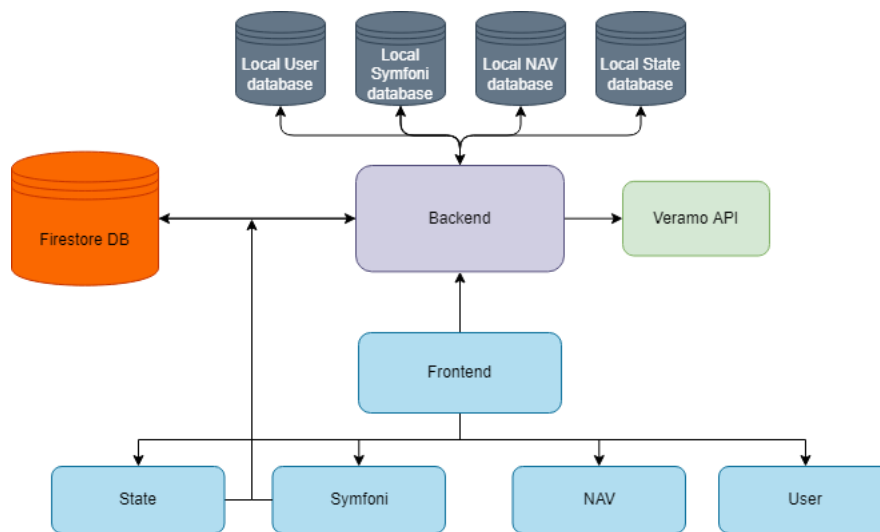 Local User
database
Local
Symfoni
database
Local NAV
database
Local State
database
Firestore DB
Backend
Veramo API
Frontend
State
Symfoni
NAV
User